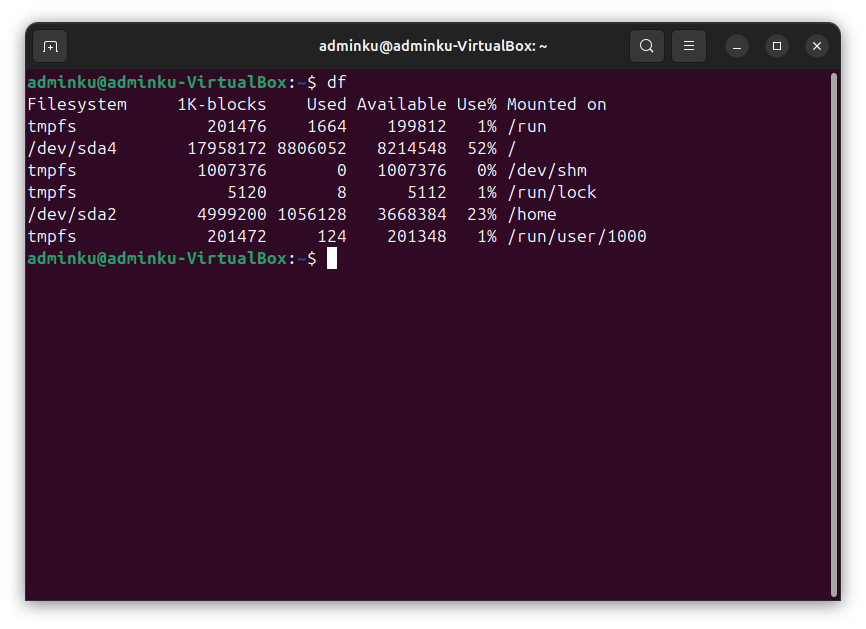 adminku@adminku-VirtualBox: ~
adminku@adminku-VirtualBox:~$ df
Filesystem     1K-blocks    Used Available Use% Mounted on
tmpfs             201476    1664    199812   1% /run
/dev/sda4       17958172 8806052   8214548  52% /
tmpfs            1007376       0   1007376   0% /dev/shm
tmpfs               5120       8      5112   1% /run/lock
/dev/sda2        4999200 1056128   3668384  23% /home
tmpfs             201472     124    201348   1% /run/user/1000
adminku@adminku-VirtualBox:~$